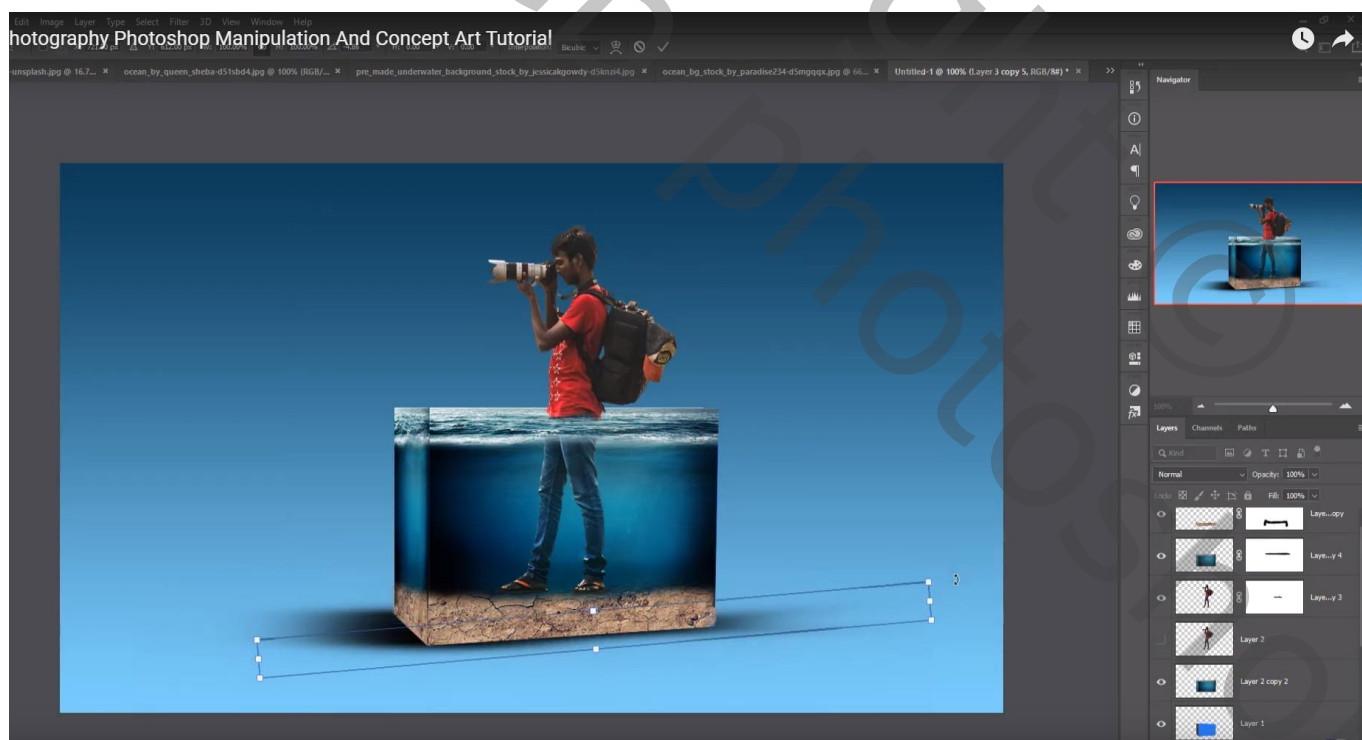 Edit Image Layer Type Select Filter 3D View Window Help
hotography Photoshop Manipulation And Concept Art Tutorial
Bicubic
-unsplash.jpg @ 16.7... × ocean_by_queen_sheba-d51sbd4.jpg @ 100% (RGB/... × pre_made_underwater_background_stock_by_jessicakgowdy-d5knzi4.jpg × ocean_bg_stock_by_paradise234-d5mgqqx.jpg @ 66... × Untitled-1 @ 100% (Layer 3 copy 5, RGB/8#) * ×
Navigator
100%
Layers Channels Paths
Kind
Normal Opacity: 100%
Lock: Fill: 100%
Laye...opy
Laye...y 4
Laye...y 3
Layer 2
Layer 2 copy 2
Layer 1